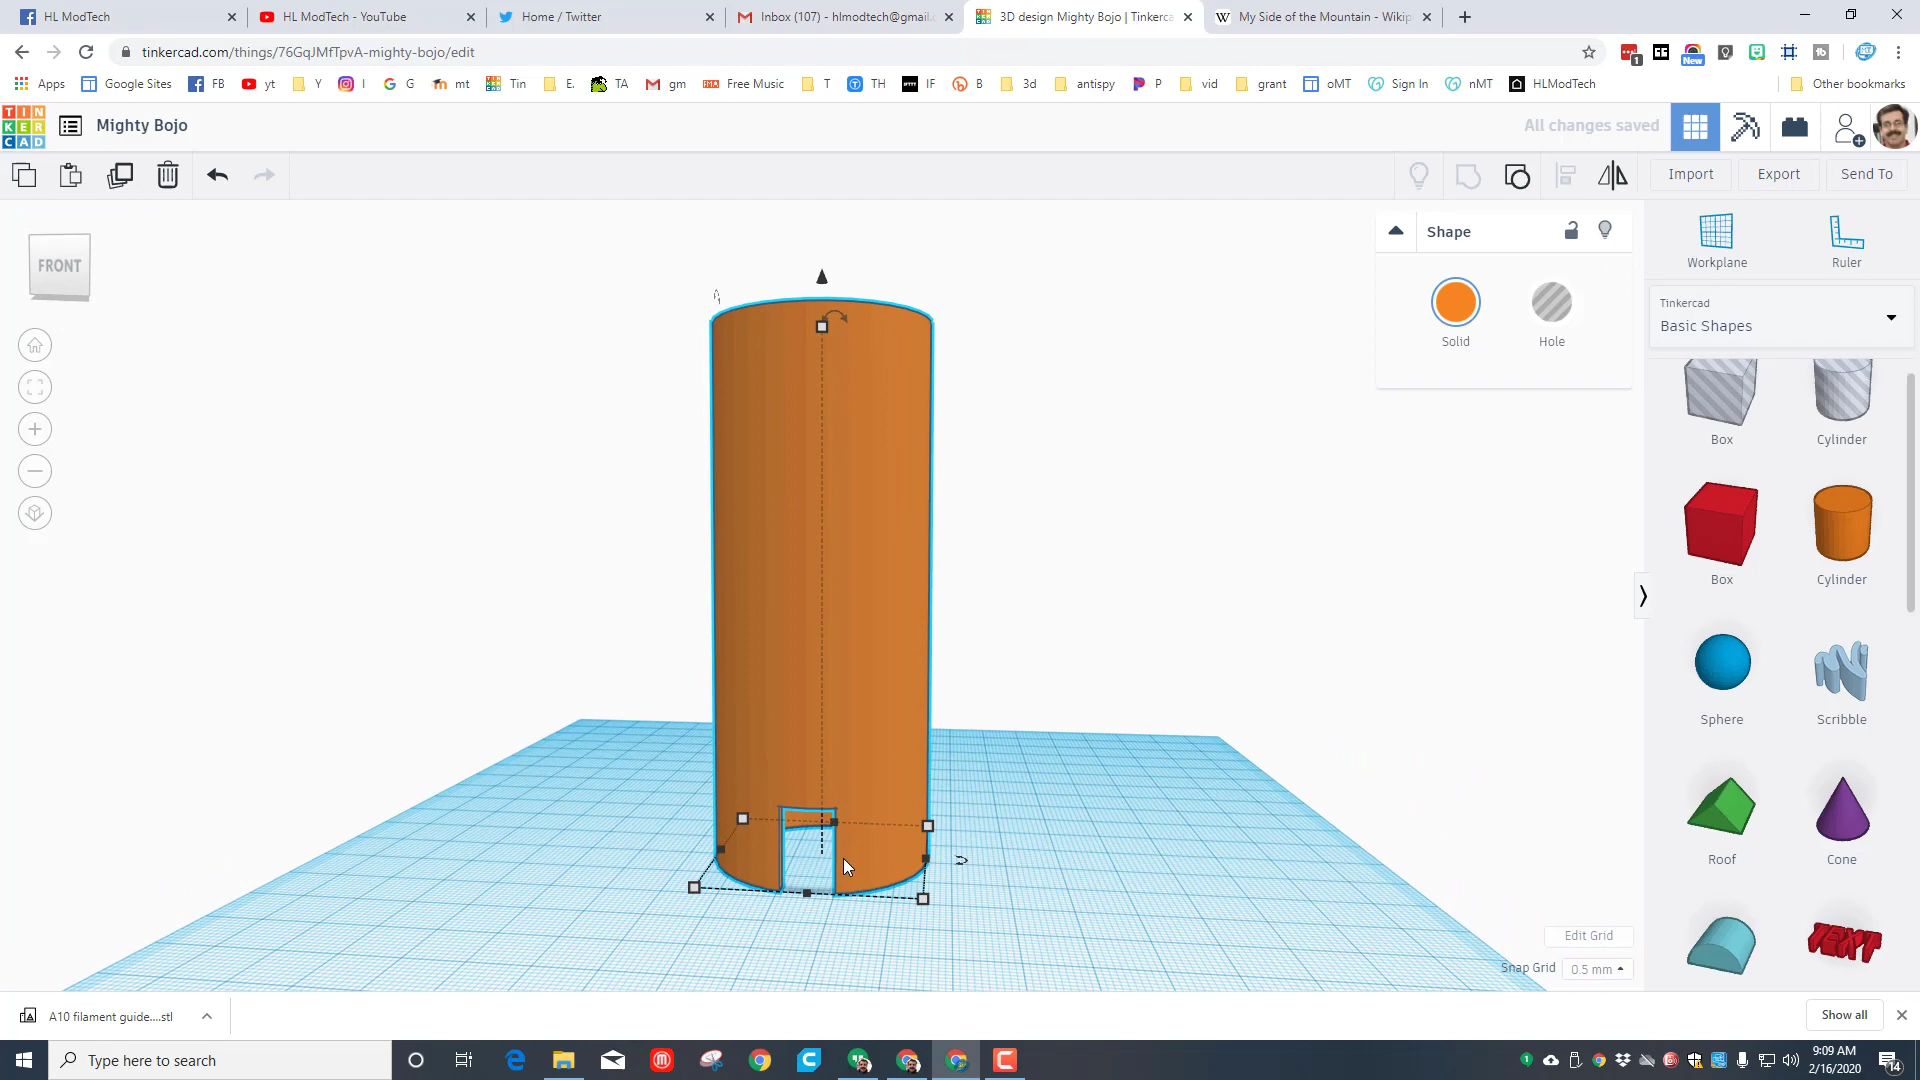 HL ModTech
HL ModTech - YouTube
Home / Twitter
Inbox (107) - hlmodtech@gmail.
3D design Mighty Bojo | Tinkerca
My Side of the Mountain - Wikip
tinkercad.com/things/76GqJMfTpvA-mighty-bojo/edit
1
New
Apps Google Sites FB yt Y I G mt Tin E. TA gm Free Music T TH IF B 3d antispy P vid grant oMT Sign In nMT HLModTech Other bookmarks
TIN
KER
CAD
Mighty Bojo
All changes saved
Import
Export
Send To
FRONT
Shape
Solid
Hole
Workplane
Ruler
Tinkercad
Basic Shapes
Box
Cylinder
Box
Cylinder
Sphere
Scribble
Roof
Cone
TEXT
Edit Grid
Snap Grid
0.5 mm
A10 filament guide....stl
Show all
Type here to search
9:09 AM
2/16/2020
14